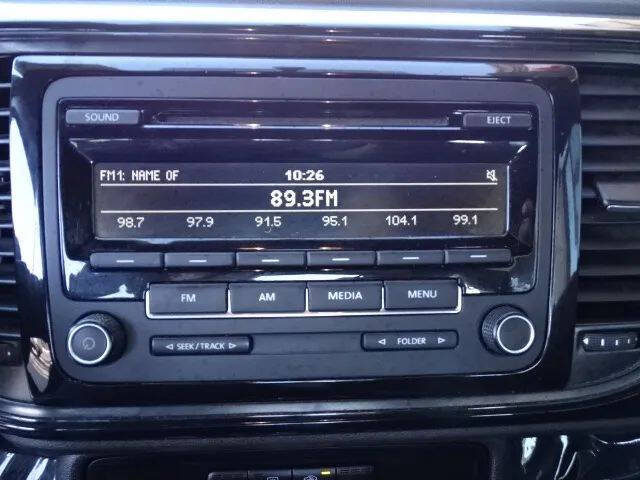 SOUND EJECT
FM1: NAME OF 10:26
89.3FM
98.7 97.9 91.5 95.1 104.1 99.1
FM AM MEDIA MENU
◁ SEEK/TRACK ▷ ◁ FOLDER ▷